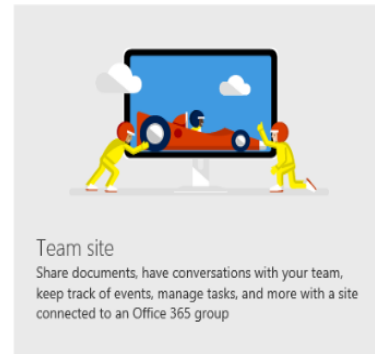 Team site
Share documents, have conversations with your team,
keep track of events, manage tasks, and more with a site
connected to an Office 365 group